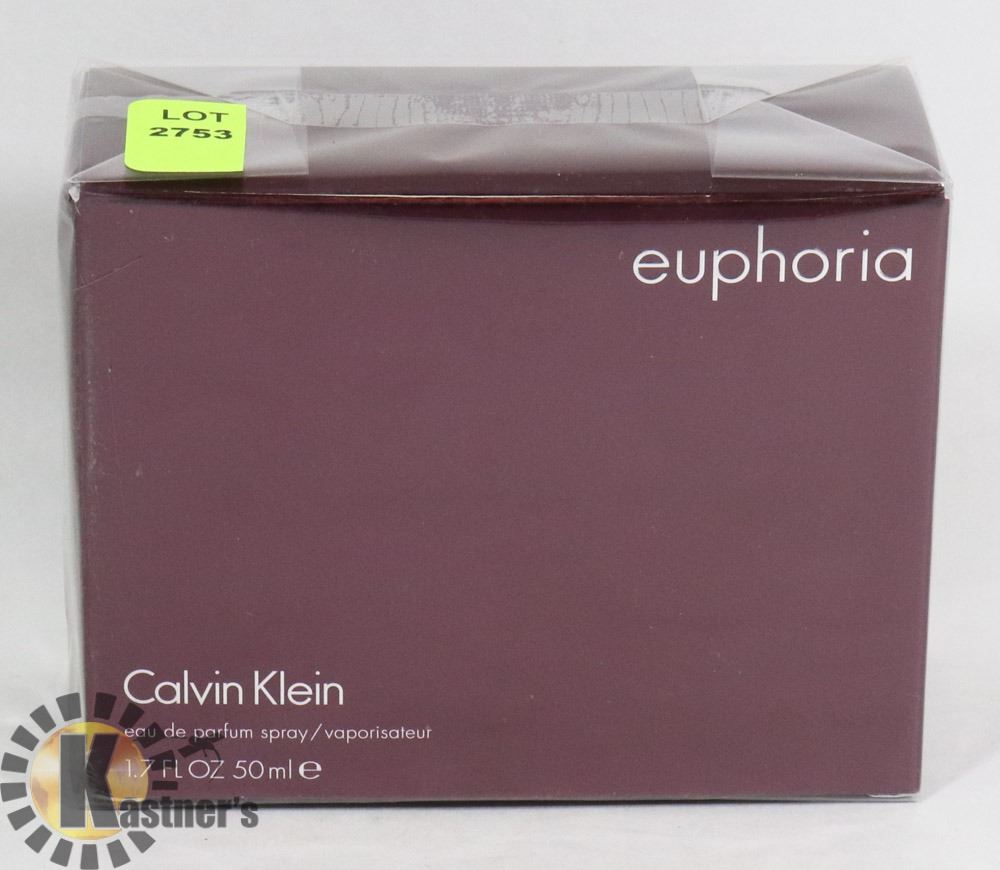 LOT
2753
euphoria
Calvin Klein
eau de parfum spray/vaporisateur
1.7 FL OZ 50 ml e
Kastner's